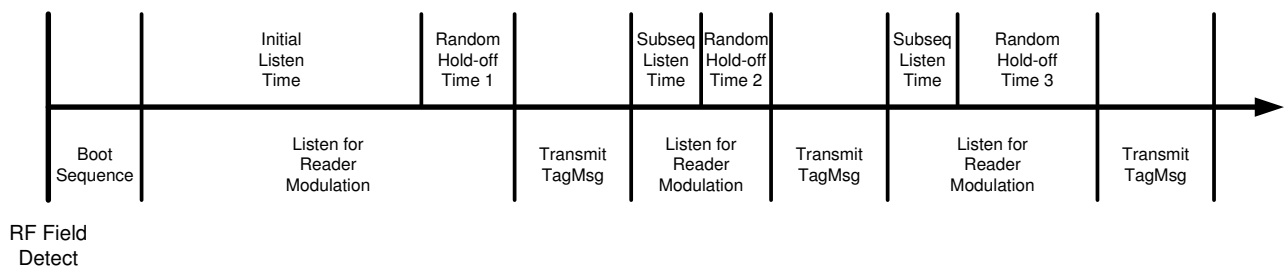 Initial
Listen
Time
Random
Hold-off
Time 1
Subseq
Listen
Time
Random
Hold-off
Time 2
Subseq
Listen
Time
Random
Hold-off
Time 3
Boot
Sequence
Listen for
Reader
Modulation
Transmit
TagMsg
Listen for
Reader
Modulation
Transmit
TagMsg
Listen for
Reader
Modulation
Transmit
TagMsg
RF Field
Detect